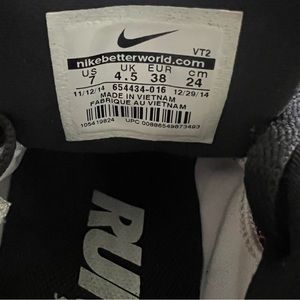 VT2
nikebetterworld.com
US UK EUR cm
7 4.5 38 24
11/12/14 654434-016 12/29/14
MADE IN VIETNAM
FABRIQUE AU VIETNAM
105419824 UPC 00886549873493
RU